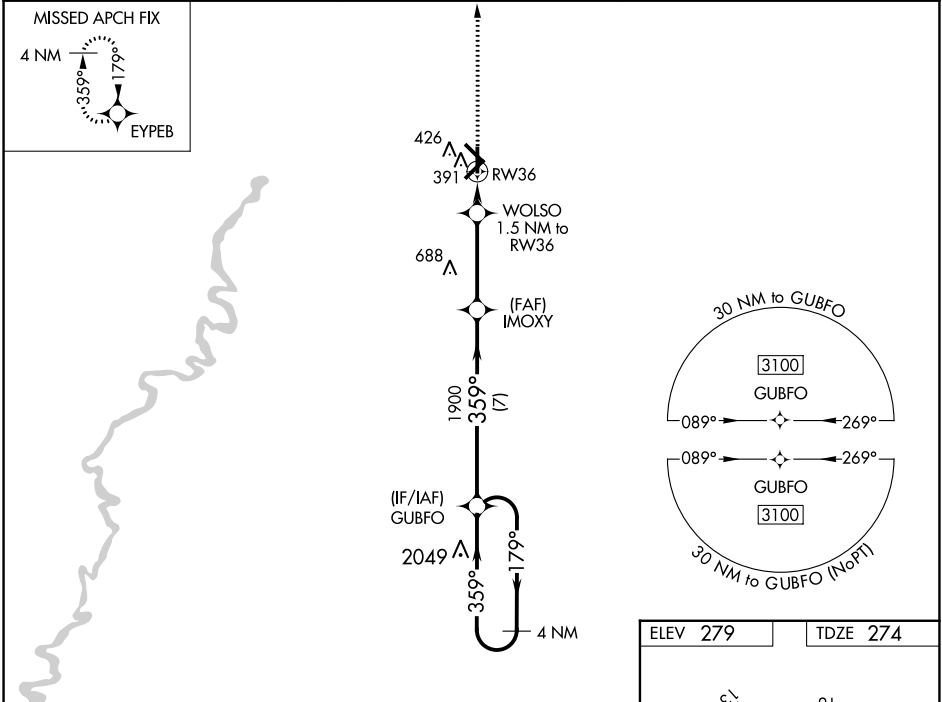 MISSED APCH FIX
4 NM
359°
179°
EYPEB
426
391
RW36
WOLSO
1.5 NM to
RW36
688
(FAF)
IMOXY
1900
359°
(7)
(IF/IAF)
GUBFO
2049
359°
179°
4 NM
30 NM to GUBFO
3100
GUBFO
089°
269°
089°
269°
GUBFO
3100
30 NM to GUBFO (NoPT)
ELEV 279
TDZE 274